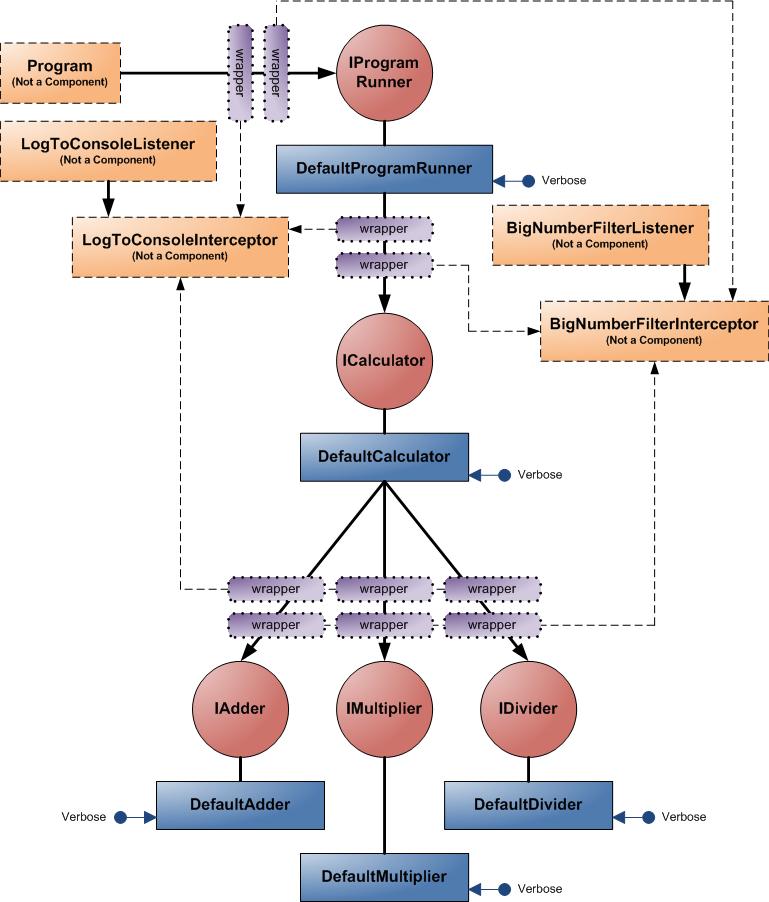 Program
(Not a Component)
wrapper
wrapper
IProgram
Runner
LogToConsoleListener
(Not a Component)
DefaultProgramRunner
Verbose
LogToConsoleInterceptor
(Not a Component)
wrapper
wrapper
BigNumberFilterListener
(Not a Component)
BigNumberFilterInterceptor
(Not a Component)
ICalculator
DefaultCalculator
Verbose
wrapper
wrapper
wrapper
wrapper
wrapper
wrapper
IAdder
IMultiplier
IDivider
DefaultAdder
DefaultDivider
Verbose
Verbose
DefaultMultiplier
Verbose